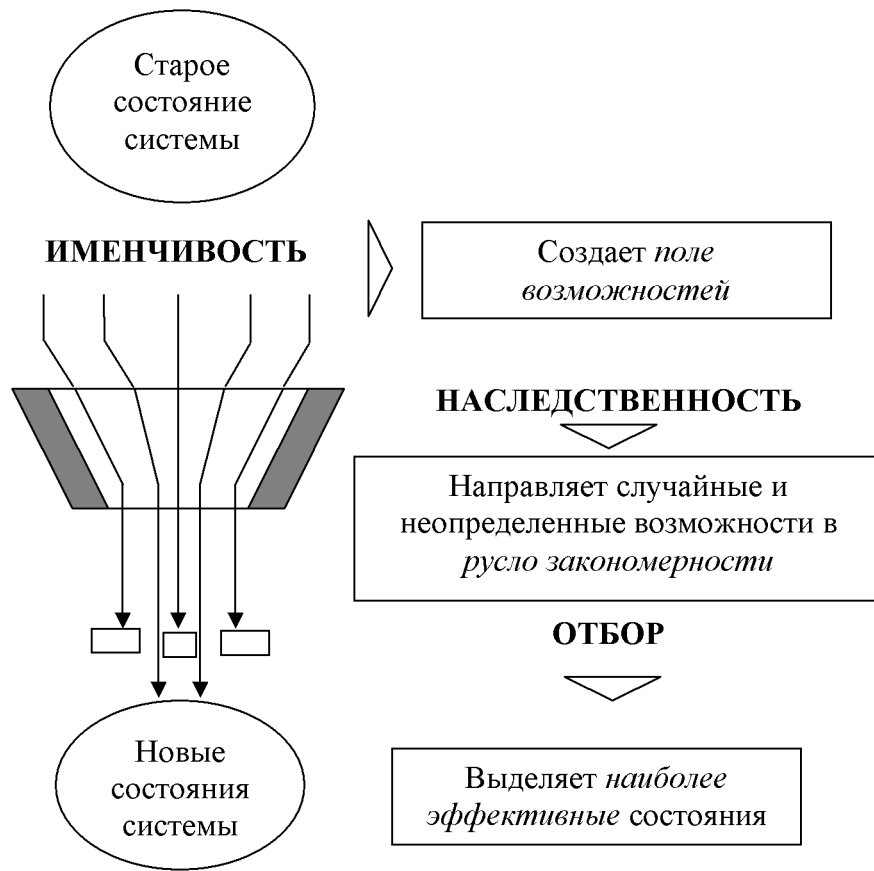 Старое
состояние
системы
ИМЕНЧИВОСТЬ
Создает поле
возможностей
НАСЛЕДСТВЕННОСТЬ
Направляет случайные и
неопределенные возможности в
русло закономерности
ОТБОР
Новые
состояния
системы
Выделяет наиболее
эффективные состояния